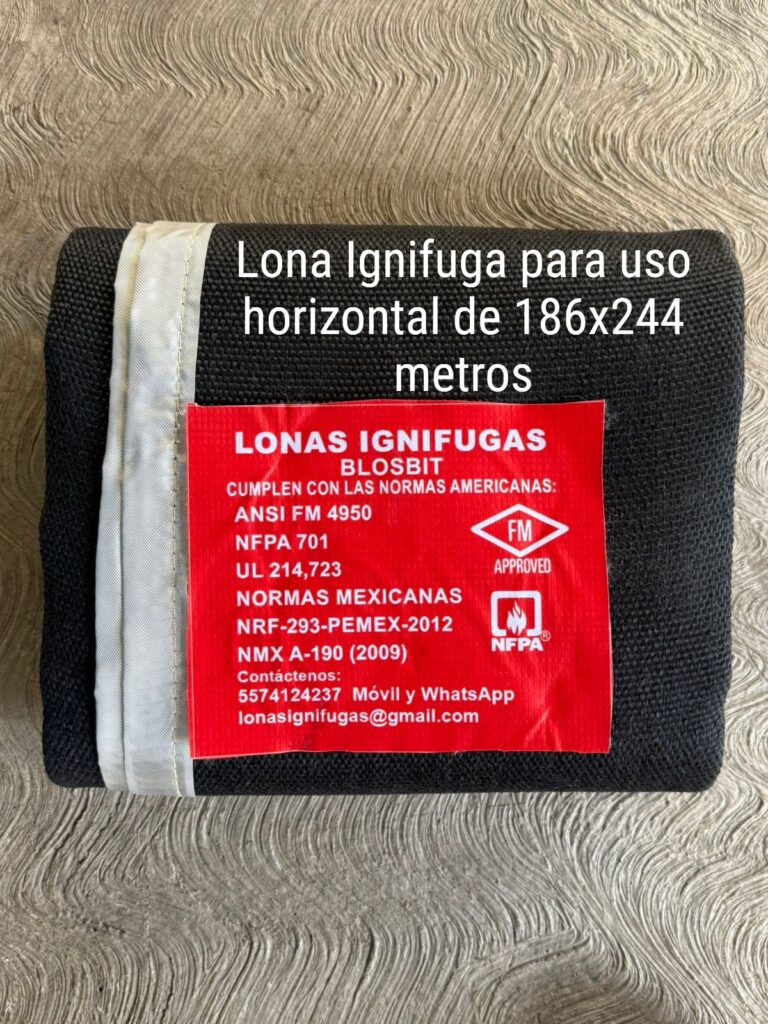 Lona Ignifuga para uso
horizontal de 186x244
metros
LONAS IGNIFUGAS
BLOSBIT
CUMPLEN CON LAS NORMAS AMERICANAS:
ANSI FM 4950
NFPA 701
UL 214,723
NORMAS MEXICANAS
NRF-293-PEMEX-2012
NMX A-190 (2009)
Contáctenos:
5574124237 Móvil y WhatsApp
lonasignifugas@gmail.com
FM
APPROVED
NFPA®